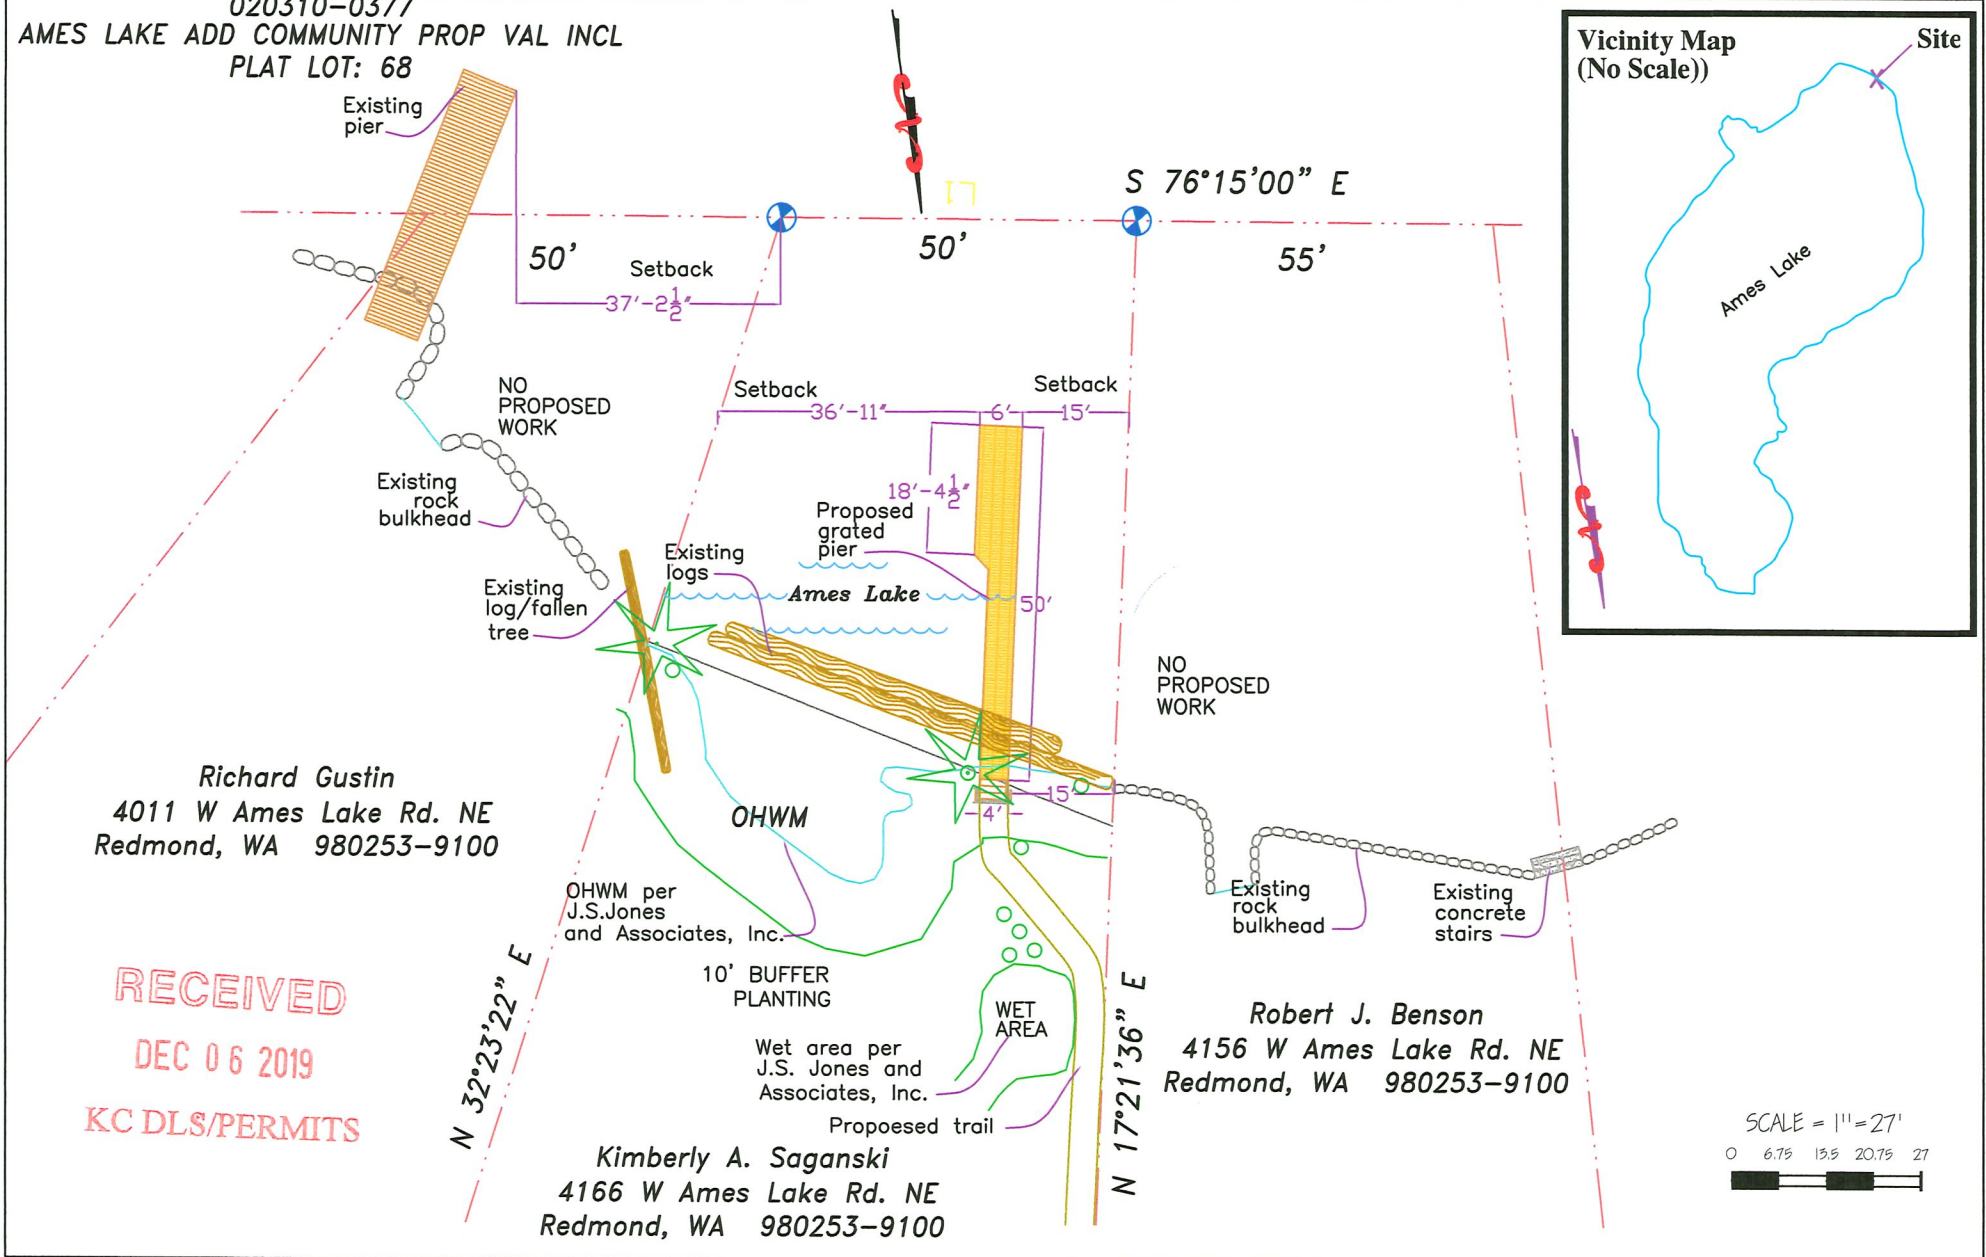 020310-0377
AMES LAKE ADD COMMUNITY PROP VAL INCL
PLAT LOT: 68
Existing
pier
Vicinity Map
(No Scale))
Site
Ames Lake
S 76°15'00" E
50'
50'
55'
Setback
37'-2 1/2"
NO
PROPOSED
WORK
Setback
Setback
36'-11"
6'
15'
18'-4 1/2"
Existing
rock
bulkhead
Proposed
grated
pier
Existing
logs
Existing
log/fallen
tree
Ames Lake
50'
NO
PROPOSED
WORK
Richard Gustin
4011 W Ames Lake Rd. NE
Redmond, WA 980253-9100
OHWM
15'
4'
OHWM per
J.S.Jones
and Associates, Inc.
Existing
rock
bulkhead
Existing
concrete
stairs
10' BUFFER
PLANTING
WET
AREA
Wet area per
J.S. Jones and
Associates, Inc.
Propoesed trail
N 32°23'22" E
N 17°21'36" E
Robert J. Benson
4156 W Ames Lake Rd. NE
Redmond, WA 980253-9100
RECEIVED
DEC 06 2019
KC DLS/PERMITS
Kimberly A. Saganski
4166 W Ames Lake Rd. NE
Redmond, WA 980253-9100
SCALE = 1"=27'
0 6.75 13.5 20.75 27